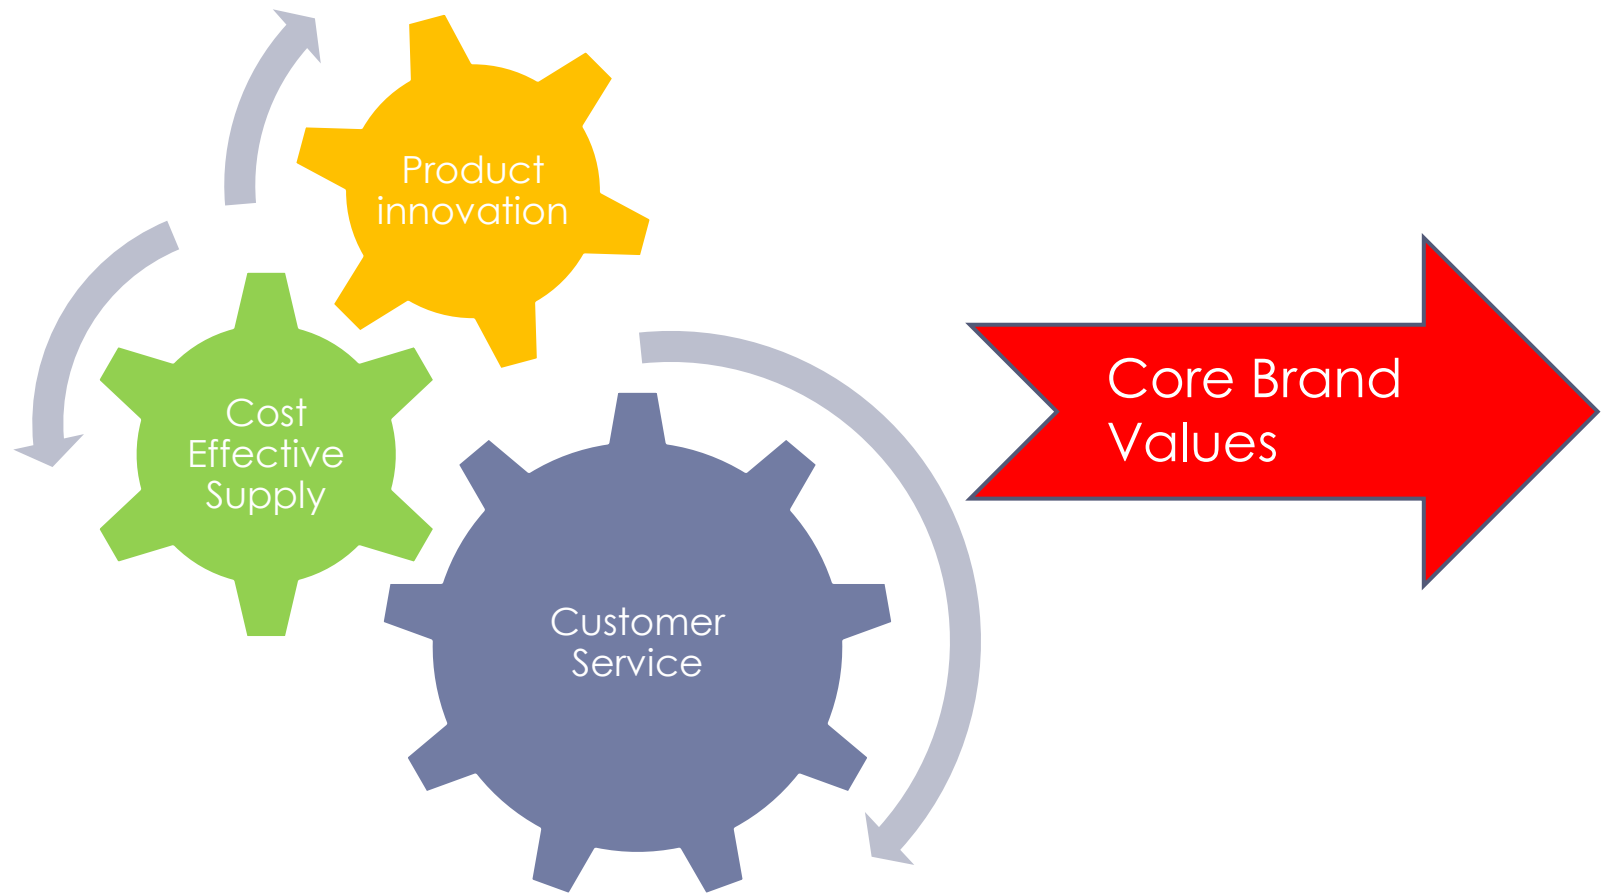 Product
innovation
Cost
Effective
Supply
Customer
Service
Core Brand
Values